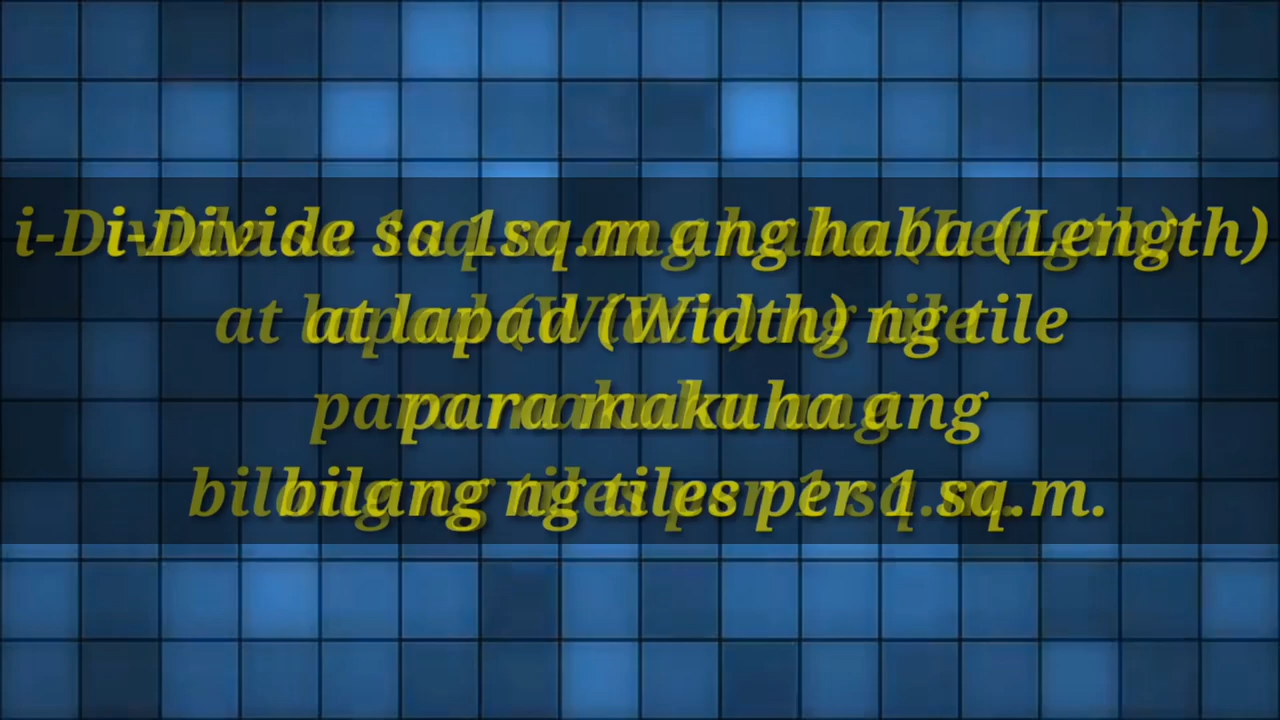 i-Divide sa 1sq.m ang haba (Length)
at lapad (Width) ng tile
para makuha ang
bilang ng tiles per 1 sq.m.